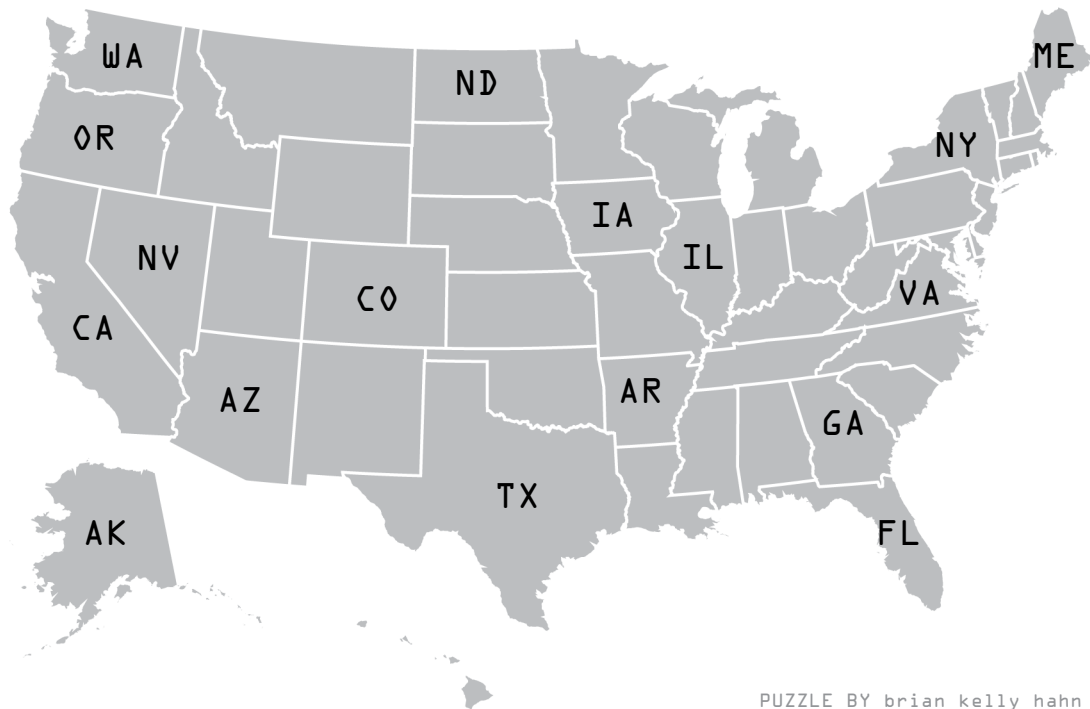 ME
WA
ND
OR
NY
IA
NV
IL
CO
VA
CA
AR
AZ
GA
TX
AK
FL
PUZZLE BY brian kelly hahn